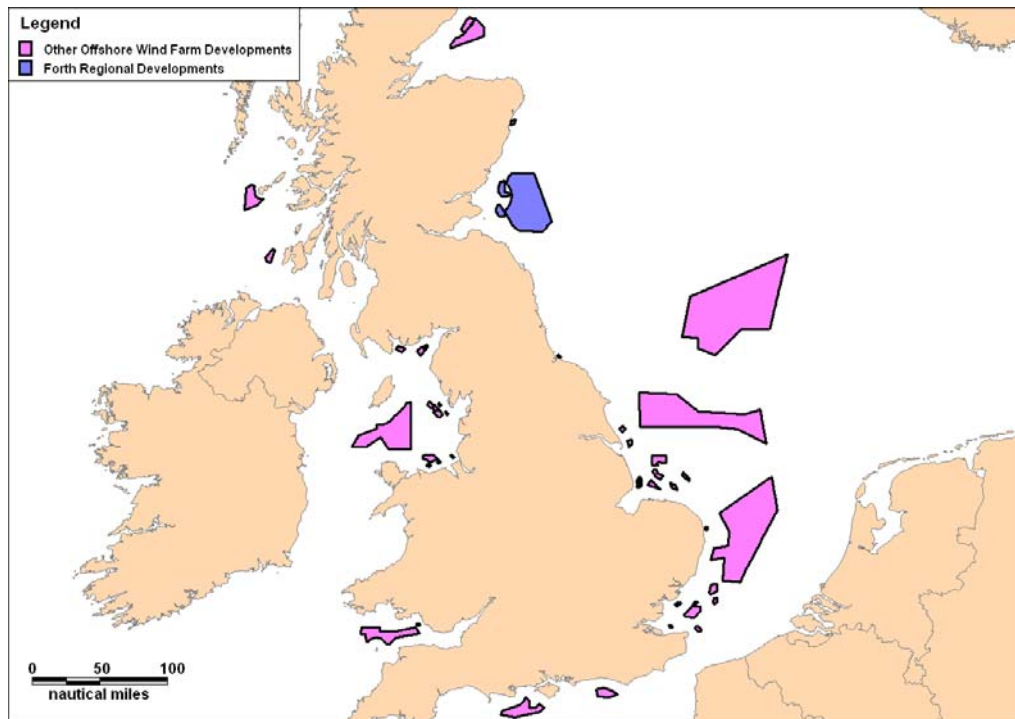 Legend
Other Offshore Wind Farm Developments
Forth Regional Developments
0 50 100
nautical miles